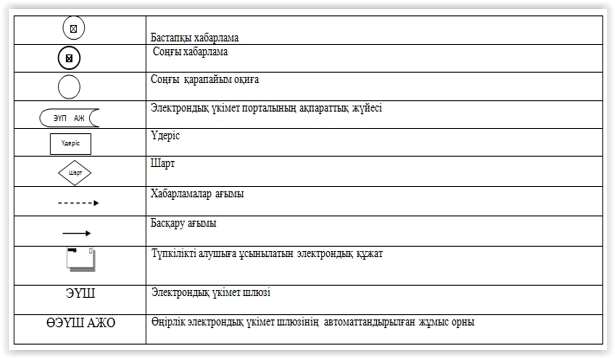 Бастапқы хабарлама
Соңғы хабарлама
Соңғы қарапайым оқиға
ЭҮП АЖ
Электрондық үкімет порталының ақпараттық жүйесі
Үдеріс
Үдеріс
Шарт
Шарт
Хабарламалар ағымы
Басқару ағымы
Түпкілікті алушыға ұсынылатын электрондық құжат
ЭҮШ
Электрондық үкімет шлюзі
ӨЭҮШ АЖО
Өңірлік электрондық үкімет шлюзінің автоматтандырылған жұмыс орны